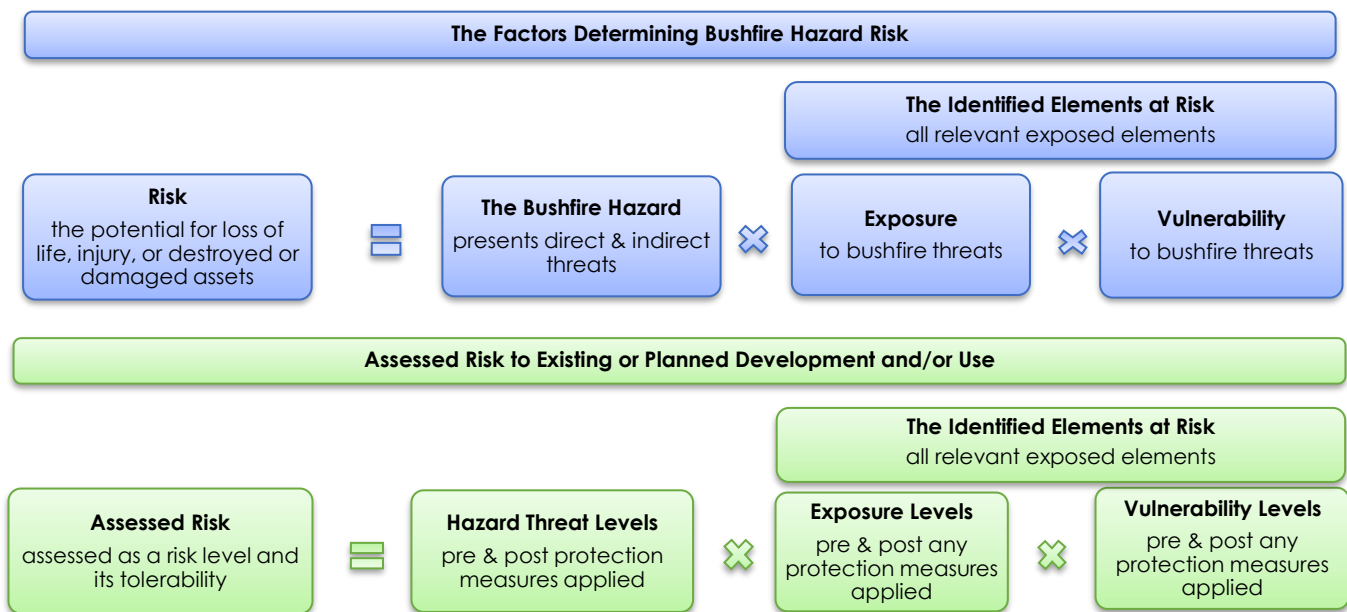 The Factors Determining Bushfire Hazard Risk
The Identified Elements at Risk
all relevant exposed elements
Risk
the potential for loss of
life, injury, or destroyed or
damaged assets
The Bushfire Hazard
presents direct & indirect
threats
Exposure
to bushfire threats
Vulnerability
to bushfire threats
Assessed Risk to Existing or Planned Development and/or Use
The Identified Elements at Risk
all relevant exposed elements
Assessed Risk
assessed as a risk level and
its tolerability
Hazard Threat Levels
pre & post protection
measures applied
Exposure Levels
pre & post any
protection measures
applied
Vulnerability Levels
pre & post any
protection measures
applied